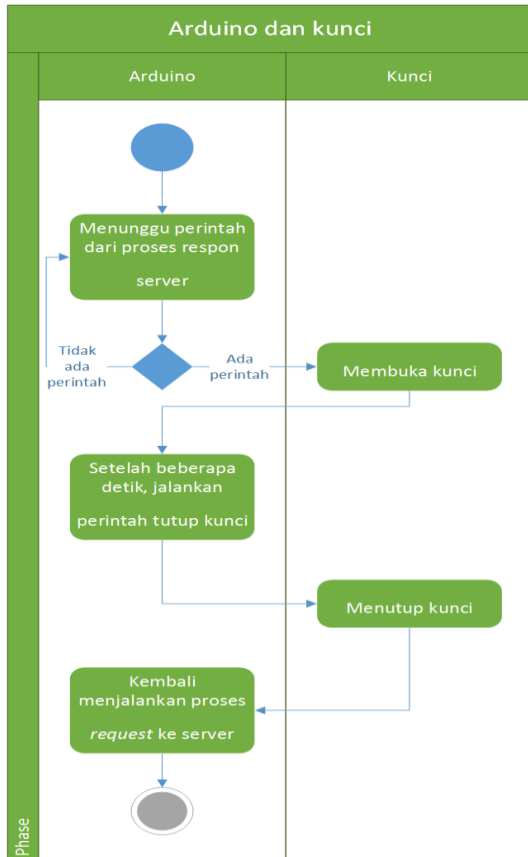 Arduino dan kunci
Arduino
Kunci
Menunggu perintah
dari proses respon
server
Tidak
ada
perintah
Ada
perintah
Membuka kunci
Setelah beberapa
detik, jalankan
perintah tutup kunci
Menutup kunci
Kembali
menjalankan proses
request ke server
Phase